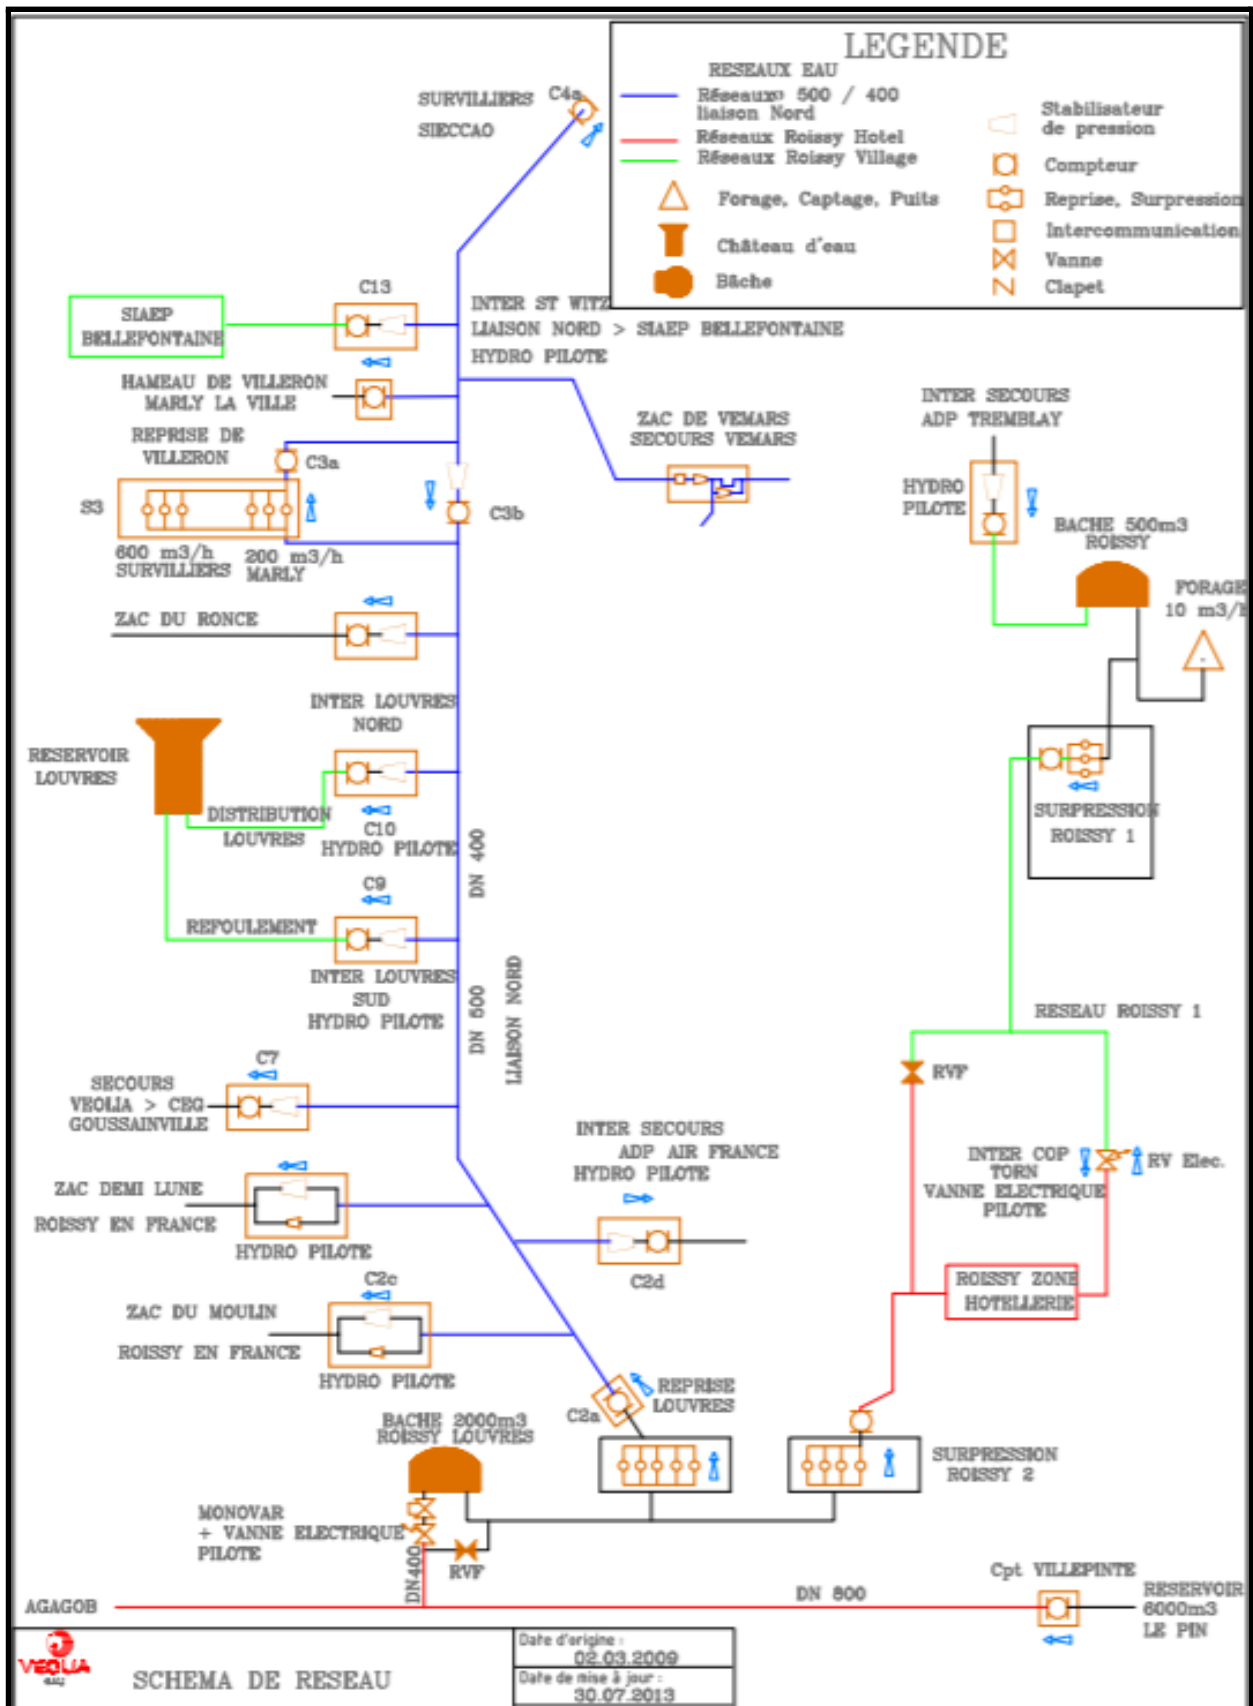 LEGENDE
RESEAUX EAU
Réseaux 500 / 400
liaison Nord
Réseaux Roissy Hotel
Réseaux Roissy Village
Forage, Captage, Puits
Château d'eau
Bâche
Stabilisateur
de pression
Compteur
Reprise, Surpression
Intercommunication
Vanne
Clapet
SURVILLIERS
SIECCAO
C4a
C13
SIAEP
BELLEFONTAINE
INTER ST WITZ
LIAISON NORD > SIAEP BELLEFONTAINE
HYDRO PILOTE
HAMEAU DE VILLERON
MARLY LA VILLE
REPRISE DE
VILLERON
C3a
S3
C3b
600 m3/h
SURVILLIERS
200 m3/h
MARLY
ZAC DE VEMARS
SECOURS VEMARS
INTER SECOURS
ADP TREMBLAY
HYDRO
PILOTE
BACHE 500m3
ROISSY
FORAGE
10 m3/h
ZAC DU RONCE
INTER LOUVRES
NORD
RESERVOIR
LOUVRES
DISTRIBUTION
LOUVRES
C10
HYDRO PILOTE
DN 400
SURPRESSION
ROISSY 1
C9
REFOULEMENT
INTER LOUVRES
SUD
HYDRO PILOTE
DN 500
LIAISON NORD
RESEAU ROISSY 1
RVF
C7
SECOURS
VEOLIA > CEG
GOUSSAINVILLE
INTER SECOURS
ADP AIR FRANCE
HYDRO PILOTE
C2d
INTER COP
TORN
VANNE ELECTRIQUE
PILOTE
RV Elec.
ZAC DEMI LUNE
ROISSY EN FRANCE
HYDRO PILOTE
ROISSY ZONE
HOTELLERIE
C2c
ZAC DU MOULIN
ROISSY EN FRANCE
HYDRO PILOTE
C2a
REPRISE
LOUVRES
BACHE 2000m3
ROISSY LOUVRES
SURPRESSION
ROISSY 2
MONOVAR
+ VANNE ELECTRIQUE
PILOTE
DN400
RVF
AGAGOB
DN 800
Cpt VILLEPINTE
RESERVOIR
6000m3
LE PIN
VEOLIA
SCHEMA DE RESEAU
Date d'origine :
02.03.2009
Date de mise à jour :
30.07.2013